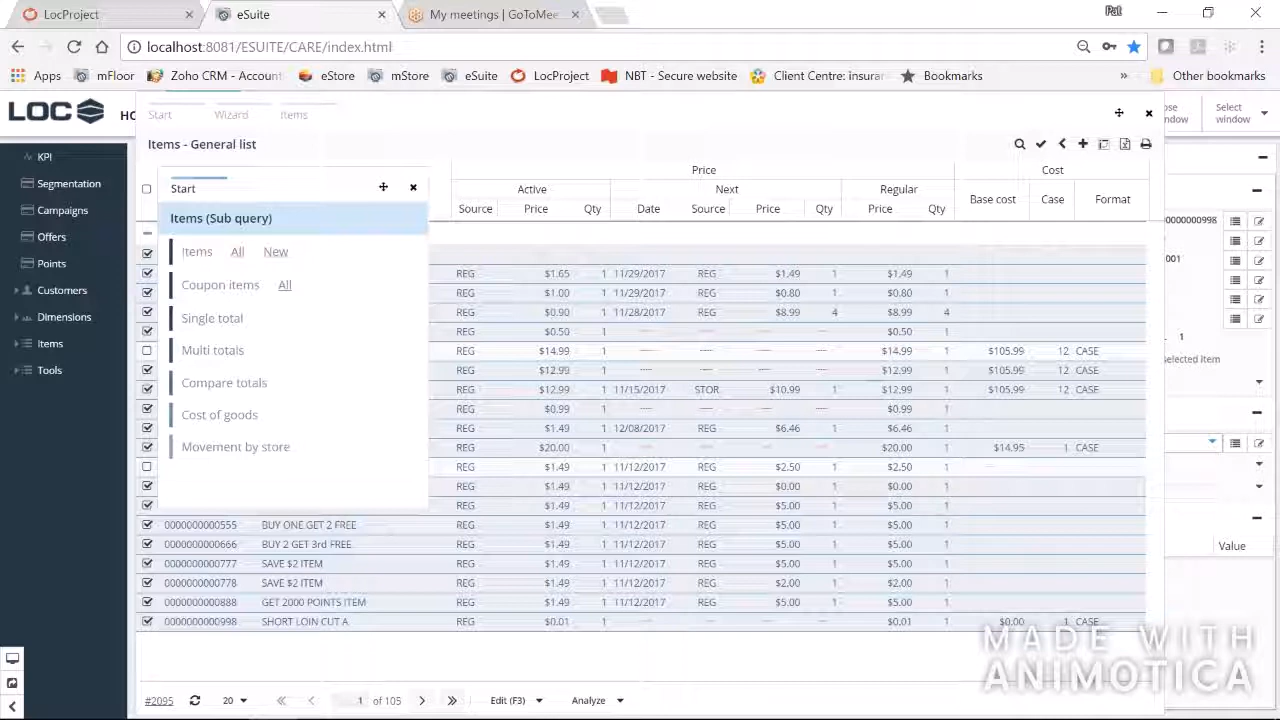 LocProject
eSuite
My meetings | GoToMee
localhost:8081/ESUITE/CARE/index.html
Apps mFloor Zoho CRM - Account eStore mStore eSuite LocProject NBT - Secure website Client Centre: insura Bookmarks » Other bookmarks
LOC HO
Start Wizard Items
Select window
Items - General list
KPI
Segmentation
Campaigns
Offers
Points
Customers
Dimensions
Items
Tools
Start
Items (Sub query)
Items All New
Coupon items All
Single total
Multi totals
Compare totals
Cost of goods
Movement by store
Price Cost
Active Next Regular Base cost Case Format
Source Price Qty Date Source Price Qty Price Qty
REG .65 1 11/29/2017 REG $1.49 1 $1.49 1
REG $1.00 1 11/29/2017 REG $0.80 1 $0.80 1
REG 1 11/28/2017 REG 4 $8.99 4
REG $0.50 1 $0.50 1
REG $14.99 1 $14.99 1 $105.99 12 CASE
REG $12.99 1 $12.99 1 $105.99 12 CASE
REG $12.99 1 11/15/2017 STOR $10.99 1 $12.99 1 $105.99 12 CASE
REG $0.99 1 $0.99 1
REG $1.49 1 12/08/2017 REG $6.46 1 $6.46 1
REG $20.00 1 $20.00 1 $14.95 1 CASE
REG $1.49 1 11/12/2017 REG $2.50 1 $2.50 1
REG $1.49 1 11/12/2017 REG $0.00 1 $0.00 1
REG $1.49 1 11/12/2017 REG $5.00 1 $5.00 1
0000000000555 BUY ONE GET 2 FREE REG $1.49 1 11/12/2017 REG $5.00 1 $5.00 1
0000000000666 BUY 2 GET 3rd FREE REG $1.49 1 11/12/2017 REG $5.00 1 $5.00 1
0000000000777 SAVE $2 ITEM REG $1.49 1 11/12/2017 REG $5.00 1 $5.00 1
0000000000778 SAVE $2 ITEM REG $1.49 1 11/12/2017 REG $2.00 1 $2.00 1
0000000000888 GET 2000 POINTS ITEM REG $1.49 1 11/12/2017 REG $5.00 1 $5.00 1
0000000000998 SHORT LOIN CUT A REG $0.01 1 $0.01 1 $0.00 1 CASE
0000000998
001
1
selected item
Value
#2095 20 1 of 105 Edit (F3) Analyze
MADE WITH
ANIMOTICA